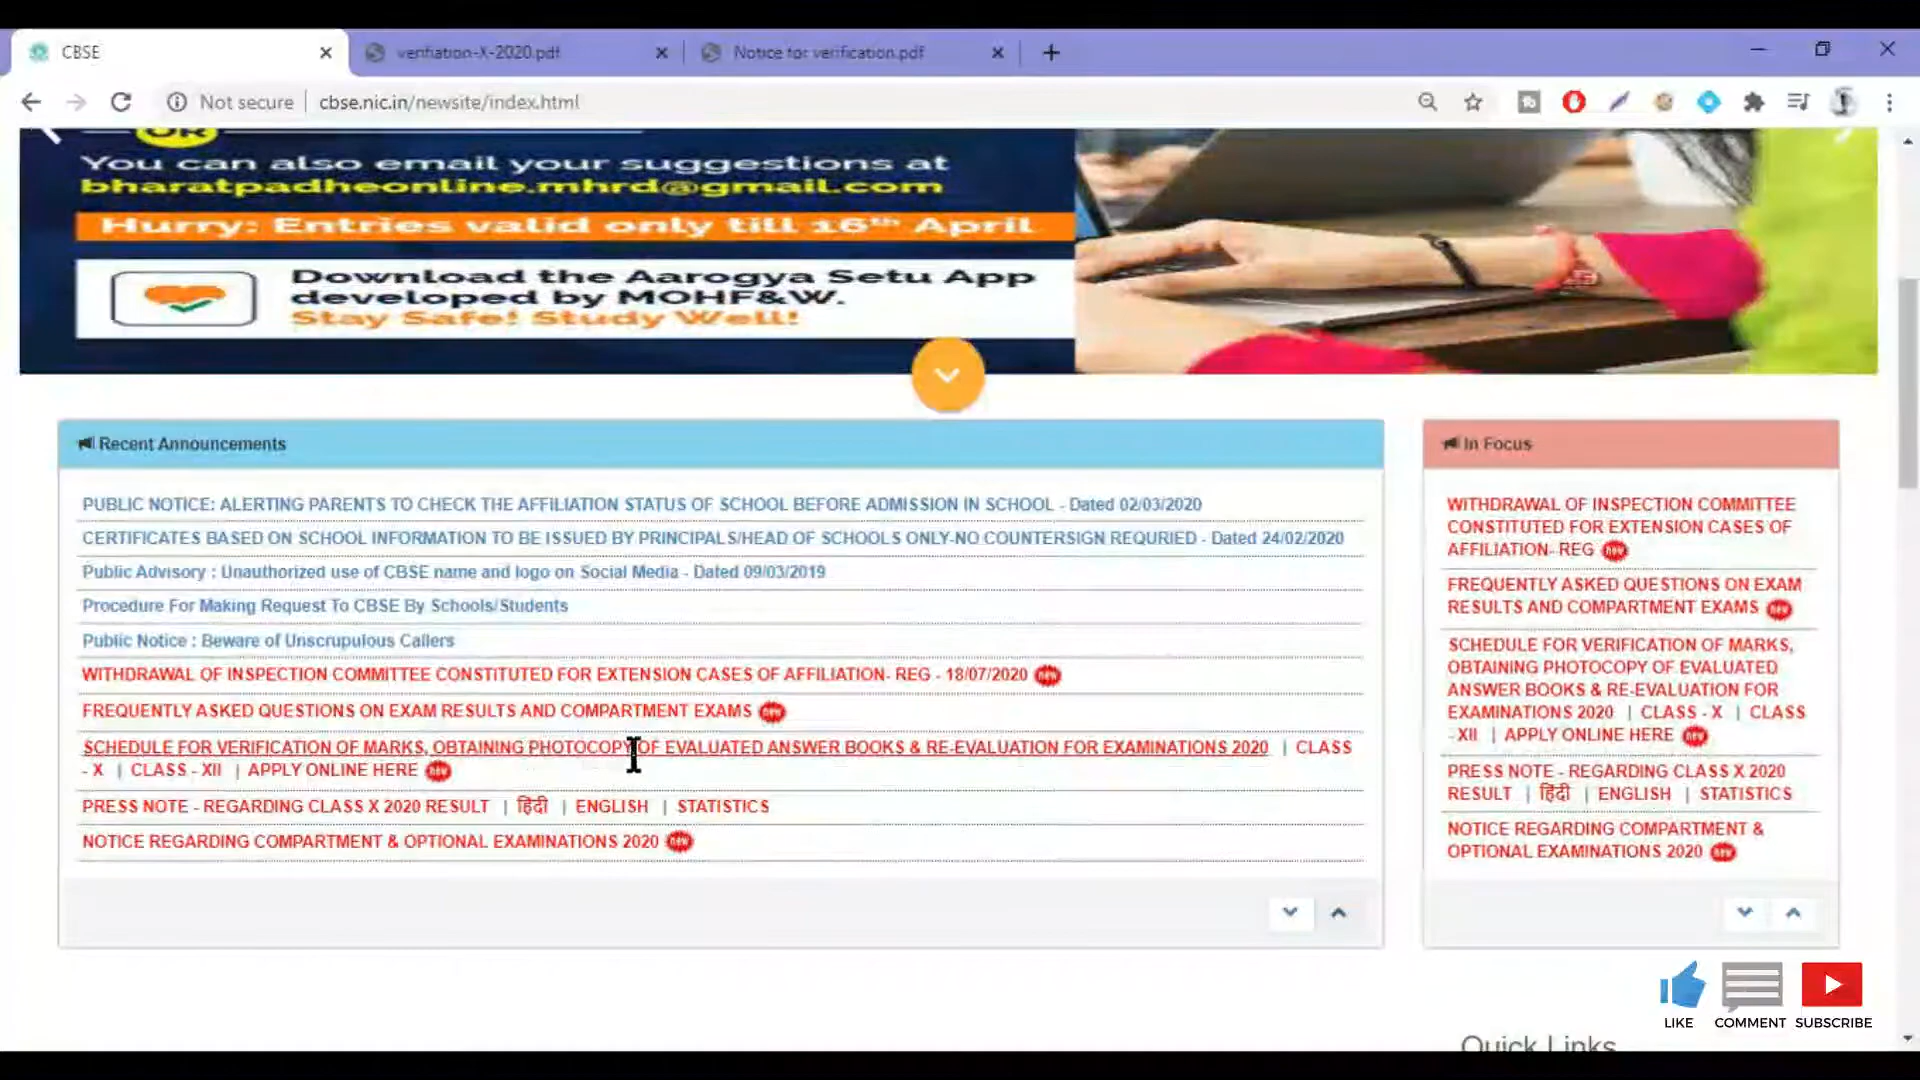 CBSE
verifiation-X-2020.pdf
Notice for verification.pdf
Not secure
cbse.nic.in/newsite/index.html
OR
You can also email your suggestions at
bharatpadheonline.mhrd@gmail.com
Hurry: Entries valid only till 16th April
Download the Aarogya Setu App
developed by MOHF&W.
Stay Safe! Study Well!
Recent Announcements
PUBLIC NOTICE: ALERTING PARENTS TO CHECK THE AFFILIATION STATUS OF SCHOOL BEFORE ADMISSION IN SCHOOL - Dated 02/03/2020
CERTIFICATES BASED ON SCHOOL INFORMATION TO BE ISSUED BY PRINCIPALS/HEAD OF SCHOOLS ONLY-NO COUNTERSIGN REQURIED - Dated 24/02/2020
Public Advisory : Unauthorized use of CBSE name and logo on Social Media - Dated 09/03/2019
Procedure For Making Request To CBSE By Schools/Students
Public Notice : Beware of Unscrupulous Callers
WITHDRAWAL OF INSPECTION COMMITTEE CONSTITUTED FOR EXTENSION CASES OF AFFILIATION- REG - 18/07/2020 new
FREQUENTLY ASKED QUESTIONS ON EXAM RESULTS AND COMPARTMENT EXAMS new
SCHEDULE FOR VERIFICATION OF MARKS, OBTAINING PHOTOCOPY OF EVALUATED ANSWER BOOKS & RE-EVALUATION FOR EXAMINATIONS 2020 | CLASS
- X | CLASS - XII | APPLY ONLINE HERE new
PRESS NOTE - REGARDING CLASS X 2020 RESULT | हिंदी | ENGLISH | STATISTICS
NOTICE REGARDING COMPARTMENT & OPTIONAL EXAMINATIONS 2020 new
In Focus
WITHDRAWAL OF INSPECTION COMMITTEE
CONSTITUTED FOR EXTENSION CASES OF
AFFILIATION- REG new
FREQUENTLY ASKED QUESTIONS ON EXAM
RESULTS AND COMPARTMENT EXAMS new
SCHEDULE FOR VERIFICATION OF MARKS,
OBTAINING PHOTOCOPY OF EVALUATED
ANSWER BOOKS & RE-EVALUATION FOR
EXAMINATIONS 2020 | CLASS - X | CLASS
- XII | APPLY ONLINE HERE new
PRESS NOTE - REGARDING CLASS X 2020
RESULT | हिंदी | ENGLISH | STATISTICS
NOTICE REGARDING COMPARTMENT &
OPTIONAL EXAMINATIONS 2020 new
LIKE
COMMENT
SUBSCRIBE
Quick Links